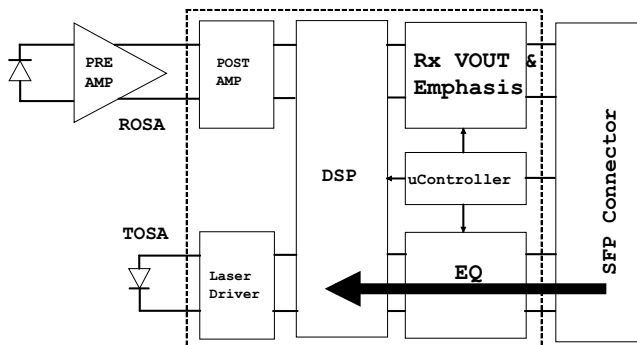 PRE
AMP
ROSA
POST
AMP
DSP
Rx VOUT &
Emphasis
uController
SFP Connector
TOSA
Laser
Driver
EQ